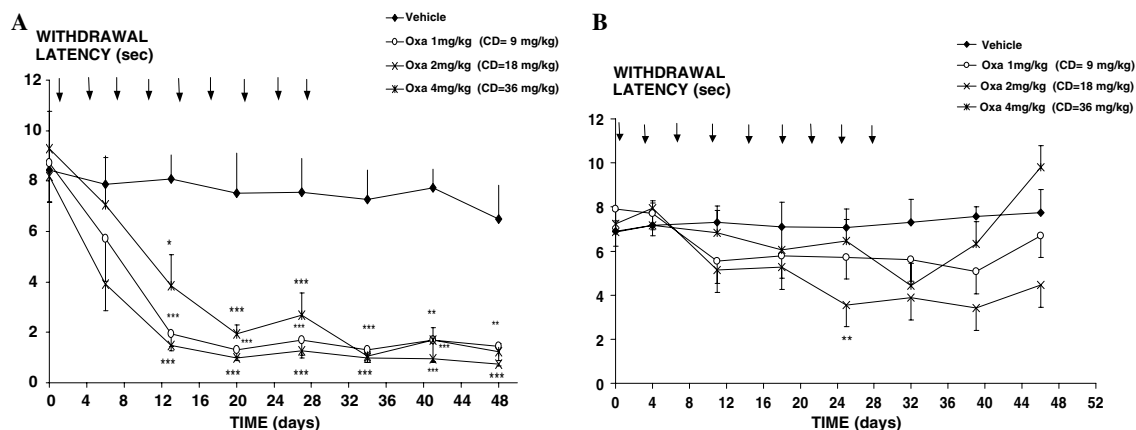 A
WITHDRAWAL
LATENCY (sec)
Vehicle
Oxa 1mg/kg (CD= 9 mg/kg)
Oxa 2mg/kg (CD=18 mg/kg)
Oxa 4mg/kg (CD=36 mg/kg)
12
10
8
6
4
2
0
*
***
***
***
***
***
***
***
***
***
***
**
***
***
**
***
0 4 8 12 16 20 24 28 32 36 40 44 48
TIME (days)
B
WITHDRAWAL
LATENCY (sec)
Vehicle
Oxa 1mg/kg (CD= 9 mg/kg)
Oxa 2mg/kg (CD=18 mg/kg)
Oxa 4mg/kg (CD=36 mg/kg)
12
10
8
6
4
2
0
**
0 4 8 12 16 20 24 28 32 36 40 44 48 52
TIME (days)